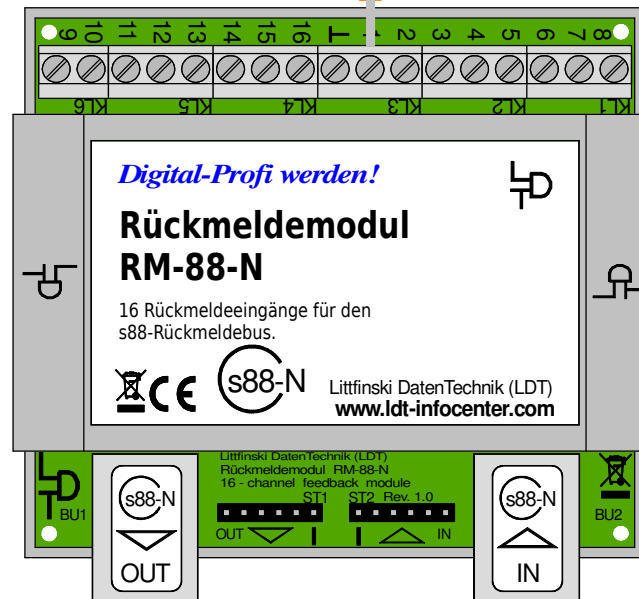 9 10 11 12 13 14 15 16 ⊥ 1 2 3 4 5 6 7 8
KL6 KL5 KL4 KL3 KL2 KL1
Digital-Profi werden!
LTD
Rückmeldemodul
RM-88-N
16 Rückmeldeeingänge für den
s88-Rückmeldebus.
CE s88-N
Littfinski DatenTechnik (LDT)
www.ldt-infocenter.com
Littfinski DatenTechnik (LDT)
Rückmeldemodul RM-88-N
16 - channel feedback module
ST1 ST2 Rev. 1.0
OUT IN
BU1
s88-N
OUT
s88-N
IN
BU2